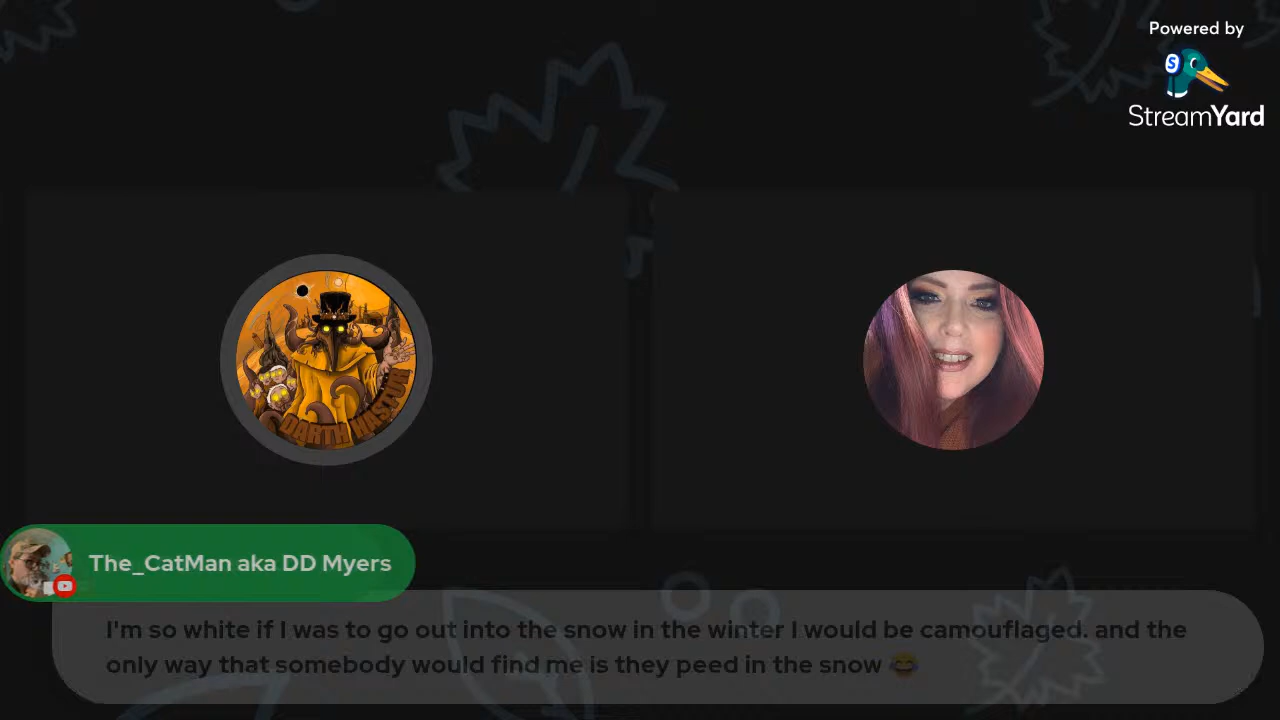 Powered by
StreamYard
DARTH HASTUR
The_CatMan aka DD Myers
I'm so white if I was to go out into the snow in the winter I would be camouflaged. and the
only way that somebody would find me is they peed in the snow 😂